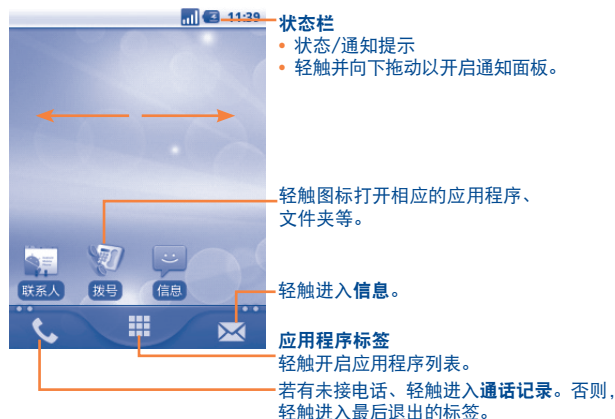 11:39
状态栏
• 状态/通知提示
• 轻触并向下拖动以开启通知面板。
轻触图标打开相应的应用程序、
文件夹等。
联系人
拨号
信息
轻触进入信息。
应用程序标签
轻触开启应用程序列表。
若有未接电话、轻触进入通话记录。否则，
轻触进入最后退出的标签。